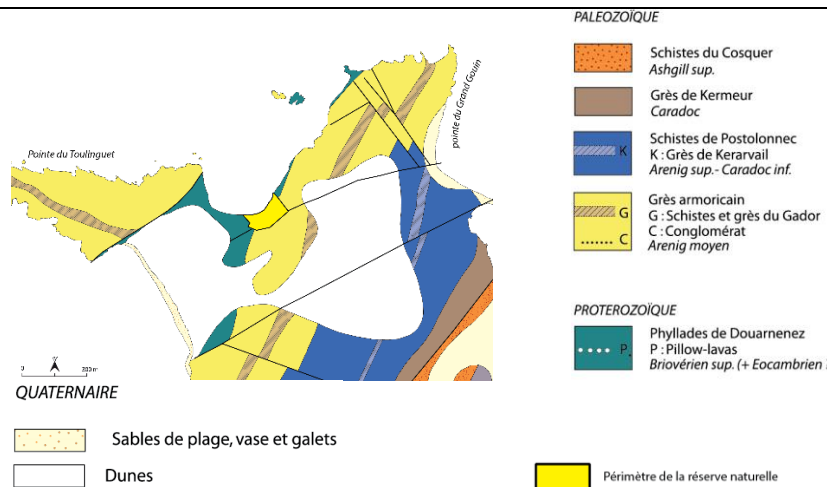 PALEOZOÏQUE
Schistes du Cosquer
Ashgill sup.
Grès de Kermeur
Caradoc
Schistes de Postolonnec
K
K : Grès de Kerarvail
Arenig sup.- Caradoc inf.
Grès armoricain
G
G : Schistes et grès du Gador
C
C : Conglomérat
Arenig moyen
PROTEROZOÏQUE
Phyllades de Douarnenez
P.
P : Pillow-lavas
Briovérien sup. (+ Eocambrien
pointe du Grand Gouin
Pointe du Toulinguet
N
0 200 m
QUATERNAIRE
Sables de plage, vase et galets
Dunes
Périmètre de la réserve naturelle